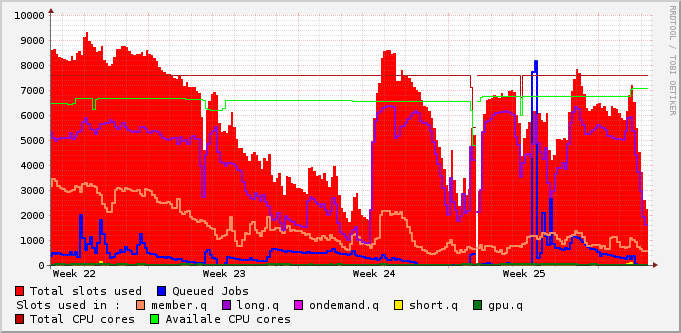 10000
9000
8000
7000
6000
5000
4000
3000
2000
1000
0
Week 22 Week 23 Week 24 Week 25
RRDTOOL / TOBI OETIKER
Total slots used Queued Jobs
Slots used in : member.q long.q ondemand.q short.q gpu.q
Total CPU cores Availale CPU cores